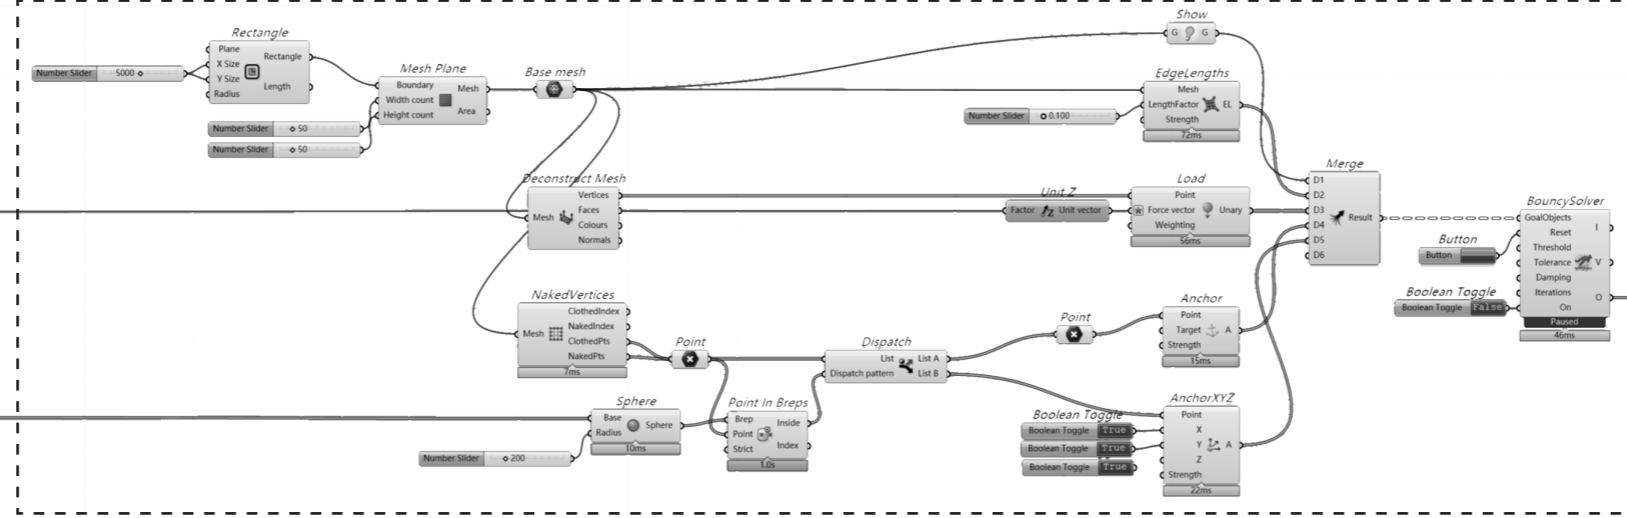 Rectangle
Number Slider 5000
Plane
X Size
Y Size
Radius
Rectangle
Length
Number Slider 50
Number Slider 50
Mesh Plane
Boundary
Width count
Height count
Mesh
Area
Base mesh
Show
G G
EdgeLengths
Number Slider 0.100
Mesh
LengthFactor
Strength
EL
72ms
Deconstruct Mesh
Mesh
Vertices
Faces
Colours
Normals
Unit Z
Factor Unit vector
Load
Point
Force vector
Weighting
Unary
56ms
Merge
D1
D2
D3
D4
D5
D6
Result
Button
Button
Boolean Toggle
Boolean Toggle False
BouncySolver
GoalObjects
Reset
Threshold
Tolerance
Damping
Iterations
On
I
V
O
Paused
46ms
NakedVertices
Mesh
ClothedIndex
NakedIndex
ClothedPts
NakedPts
7ms
Point
Dispatch
List
Dispatch pattern
List A
List B
Point
Anchor
Point
Target
Strength
A
15ms
Sphere
Base
Radius
Sphere
10ms
Number Slider 200
Point In Breps
Brep
Point
Strict
Inside
Index
1.0s
Boolean Toggle
Boolean Toggle True
Boolean Toggle True
Boolean Toggle True
AnchorXYZ
Point
X
Y
Z
Strength
A
22ms